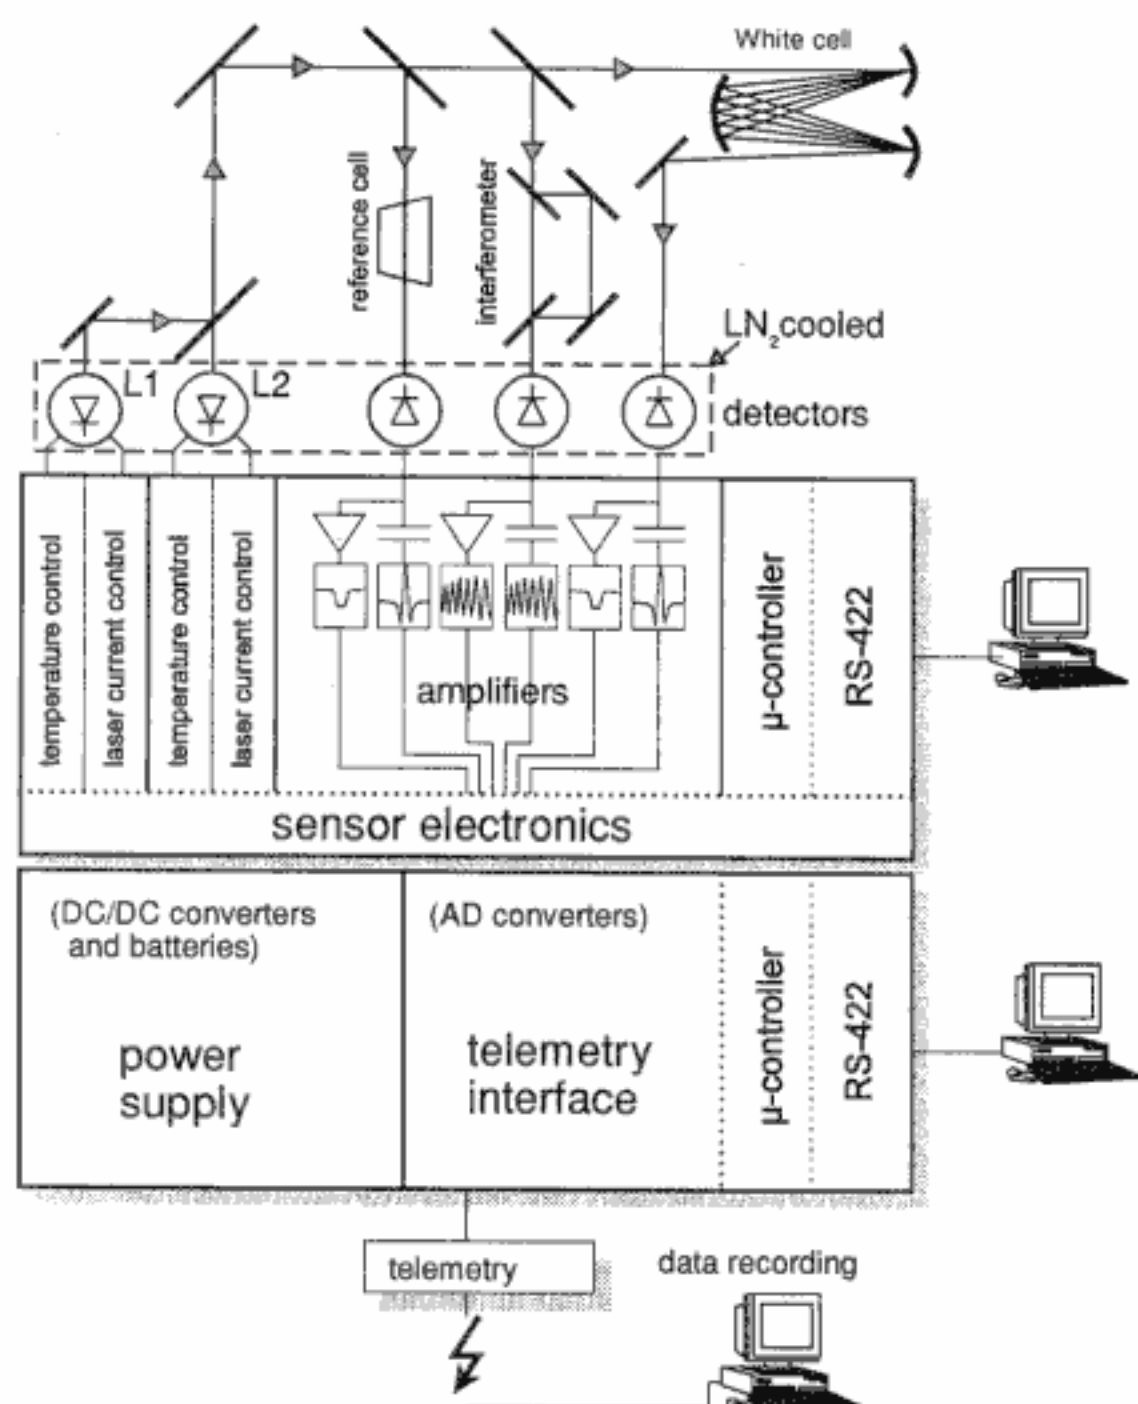 White cell
reference cell
interferometer
LN2cooled
L1
L2
detectors
temperature control
laser current control
temperature control
laser current control
amplifiers
μ-controller
RS-422
sensor electronics
(DC/DC converters
and batteries)
(AD converters)
power
supply
telemetry
interface
μ-controller
RS-422
telemetry
data recording